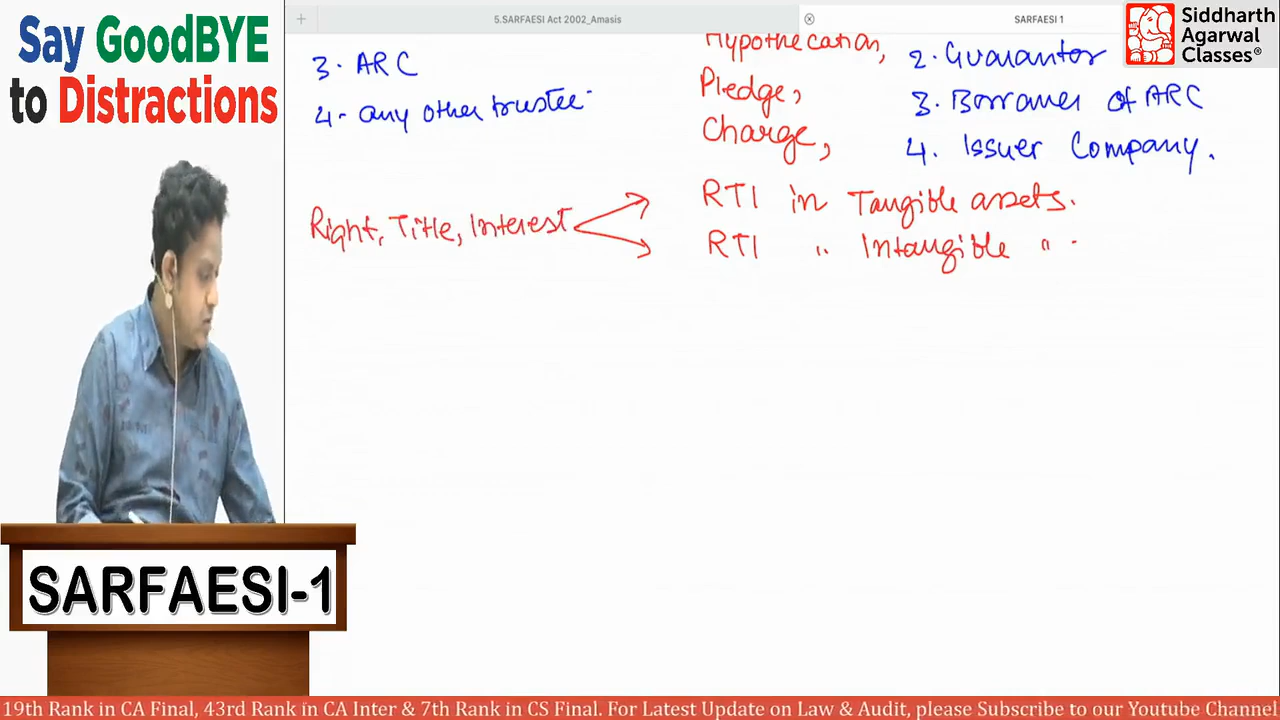 Say GoodBYE
to Distractions
5.SARFAESI Act 2002_Amasis
SARFAESI 1
Siddharth
Agarwal
Classes®
3. ARC
4. any other trustee
Hypothecation,
Pledge,
Charge,
2. Guarantor
3. Borrower of ARC
4. Issuer Company.
Right, Title, Interest
RTI in Tangible assets.
RTI " Intangible " .
SARFAESI-1
19th Rank in CA Final, 43rd Rank in CA Inter & 7th Rank in CS Final. For Latest Update on Law & Audit, please Subscribe to our Youtube Channel